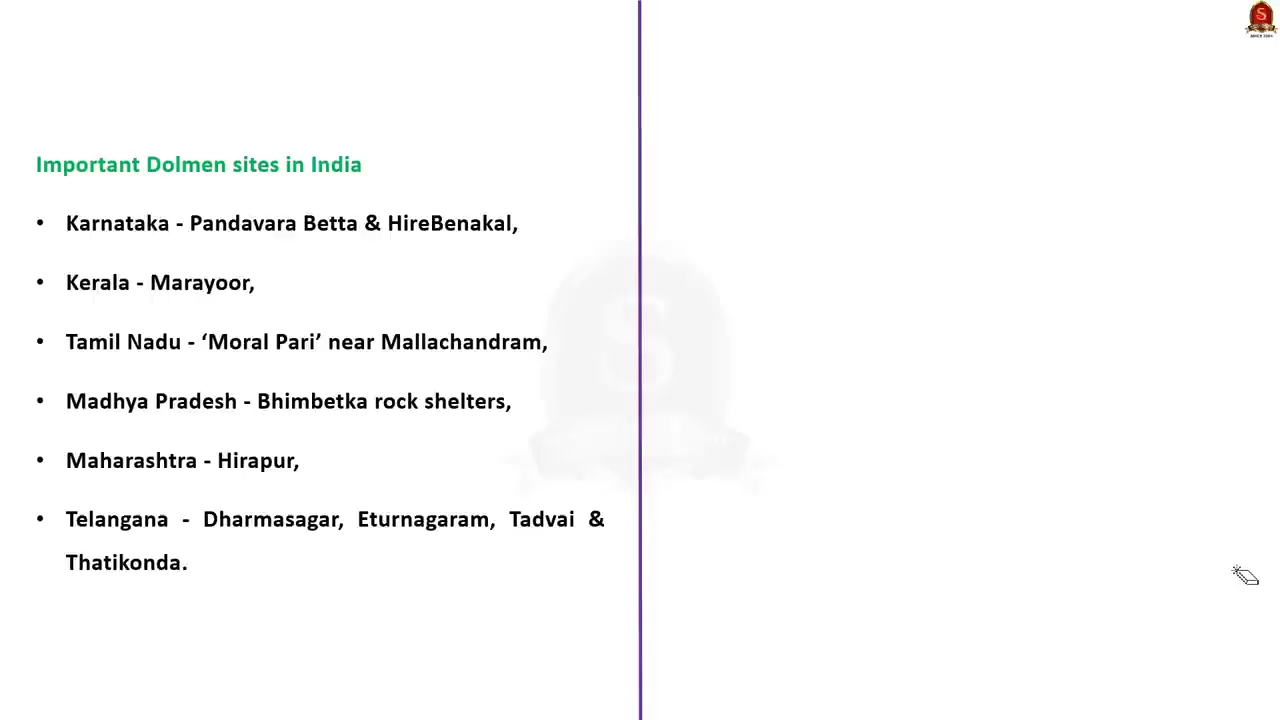 Important Dolmen sites in India
• Karnataka - Pandavara Betta & HireBenakal,
• Kerala - Marayoor,
• Tamil Nadu - ‘Moral Pari’ near Mallachandram,
• Madhya Pradesh - Bhimbetka rock shelters,
• Maharashtra - Hirapur,
• Telangana - Dharmasagar, Eturnagaram, Tadvai &
Thatikonda.
S
S